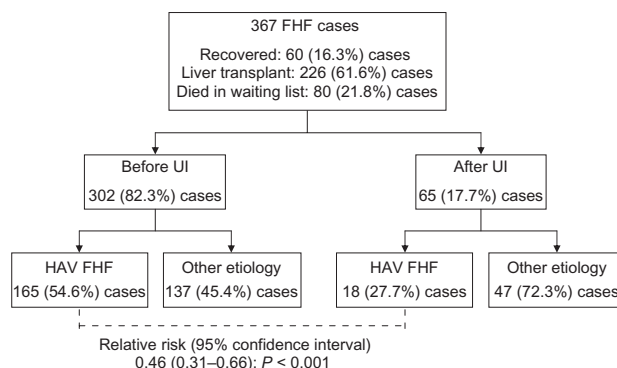 367 FHF cases
Recovered: 60 (16.3%) cases
Liver transplant: 226 (61.6%) cases
Died in waiting list: 80 (21.8%) cases
Before UI
302 (82.3%) cases
After UI
65 (17.7%) cases
HAV FHF
165 (54.6%) cases
Other etiology
137 (45.4%) cases
HAV FHF
18 (27.7%) cases
Other etiology
47 (72.3%) cases
Relative risk (95% confidence interval)
0.46 (0.31–0.66); P < 0.001